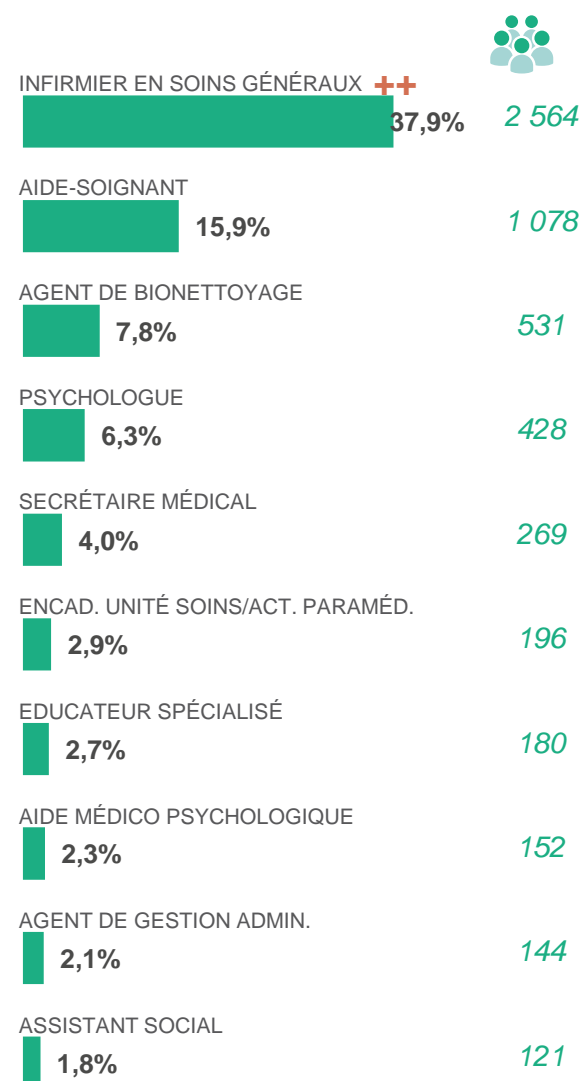 INFIRMIER EN SOINS GÉNÉRAUX ++
37,9% 2 564
AIDE-SOIGNANT
15,9% 1 078
AGENT DE BIONETTOYAGE
7,8% 531
PSYCHOLOGUE
6,3% 428
SECRÉTAIRE MÉDICAL
4,0% 269
ENCAD. UNITÉ SOINS/ACT. PARAMÉD.
2,9% 196
EDUCATEUR SPÉCIALISÉ
2,7% 180
AIDE MÉDICO PSYCHOLOGIQUE
2,3% 152
AGENT DE GESTION ADMIN.
2,1% 144
ASSISTANT SOCIAL
1,8% 121